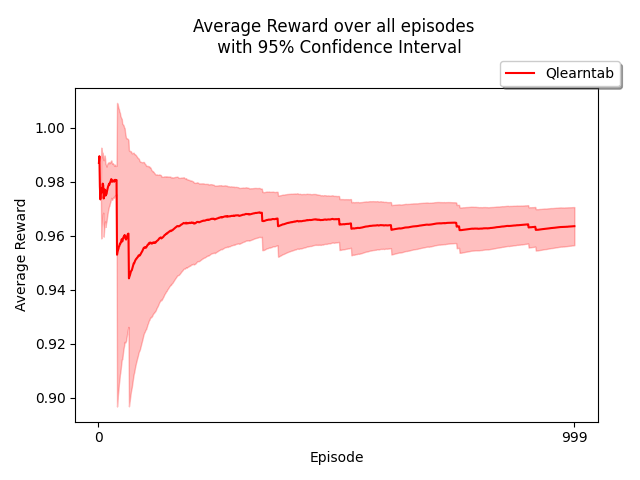 Average Reward over all episodes
with 95% Confidence Interval
Qlearntab
1.00
0.98
0.96
0.94
0.92
0.90
Average Reward
0
999
Episode